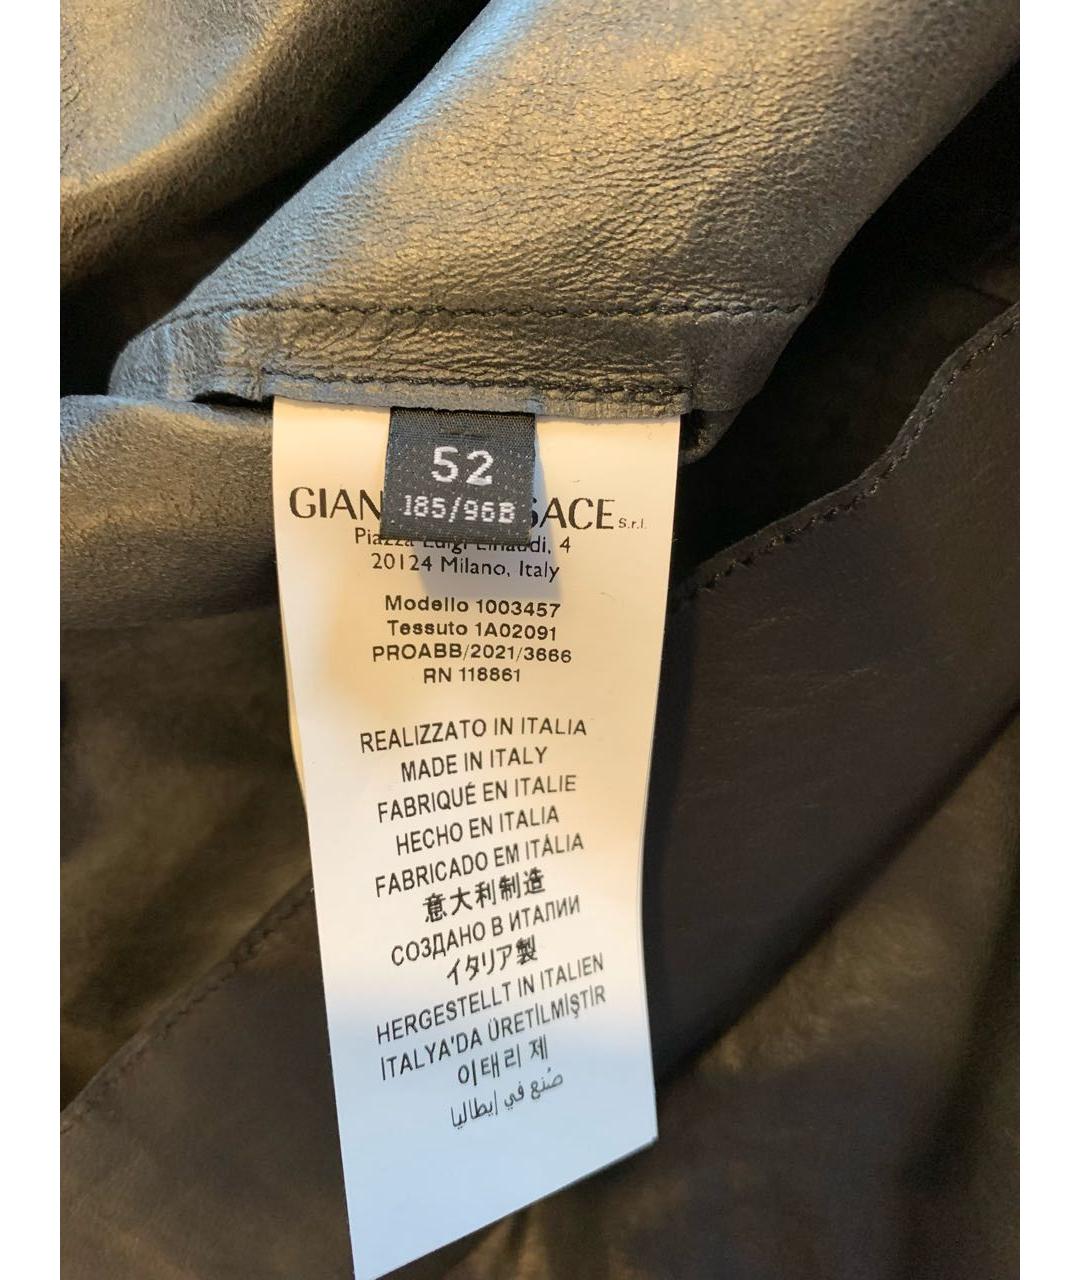 52
185/96B
GIAN SACE S.r.l.
Piazza Luigi Einaudi, 4
20124 Milano, Italy
Modello 1003457
Tessuto 1A02091
PROABB/2021/3666
RN 118861
REALIZZATO IN ITALIA
MADE IN ITALY
FABRIQUÉ EN ITALIE
HECHO EN ITALIA
FABRICADO EM ITÁLIA
意大利制造
СОЗДАНО В ИТАЛИИ
イタリア製
HERGESTELLT IN ITALIEN
İTALYA'DA ÜRETİLMİŞTİR
이태리 제
صُنع في إيطاليا